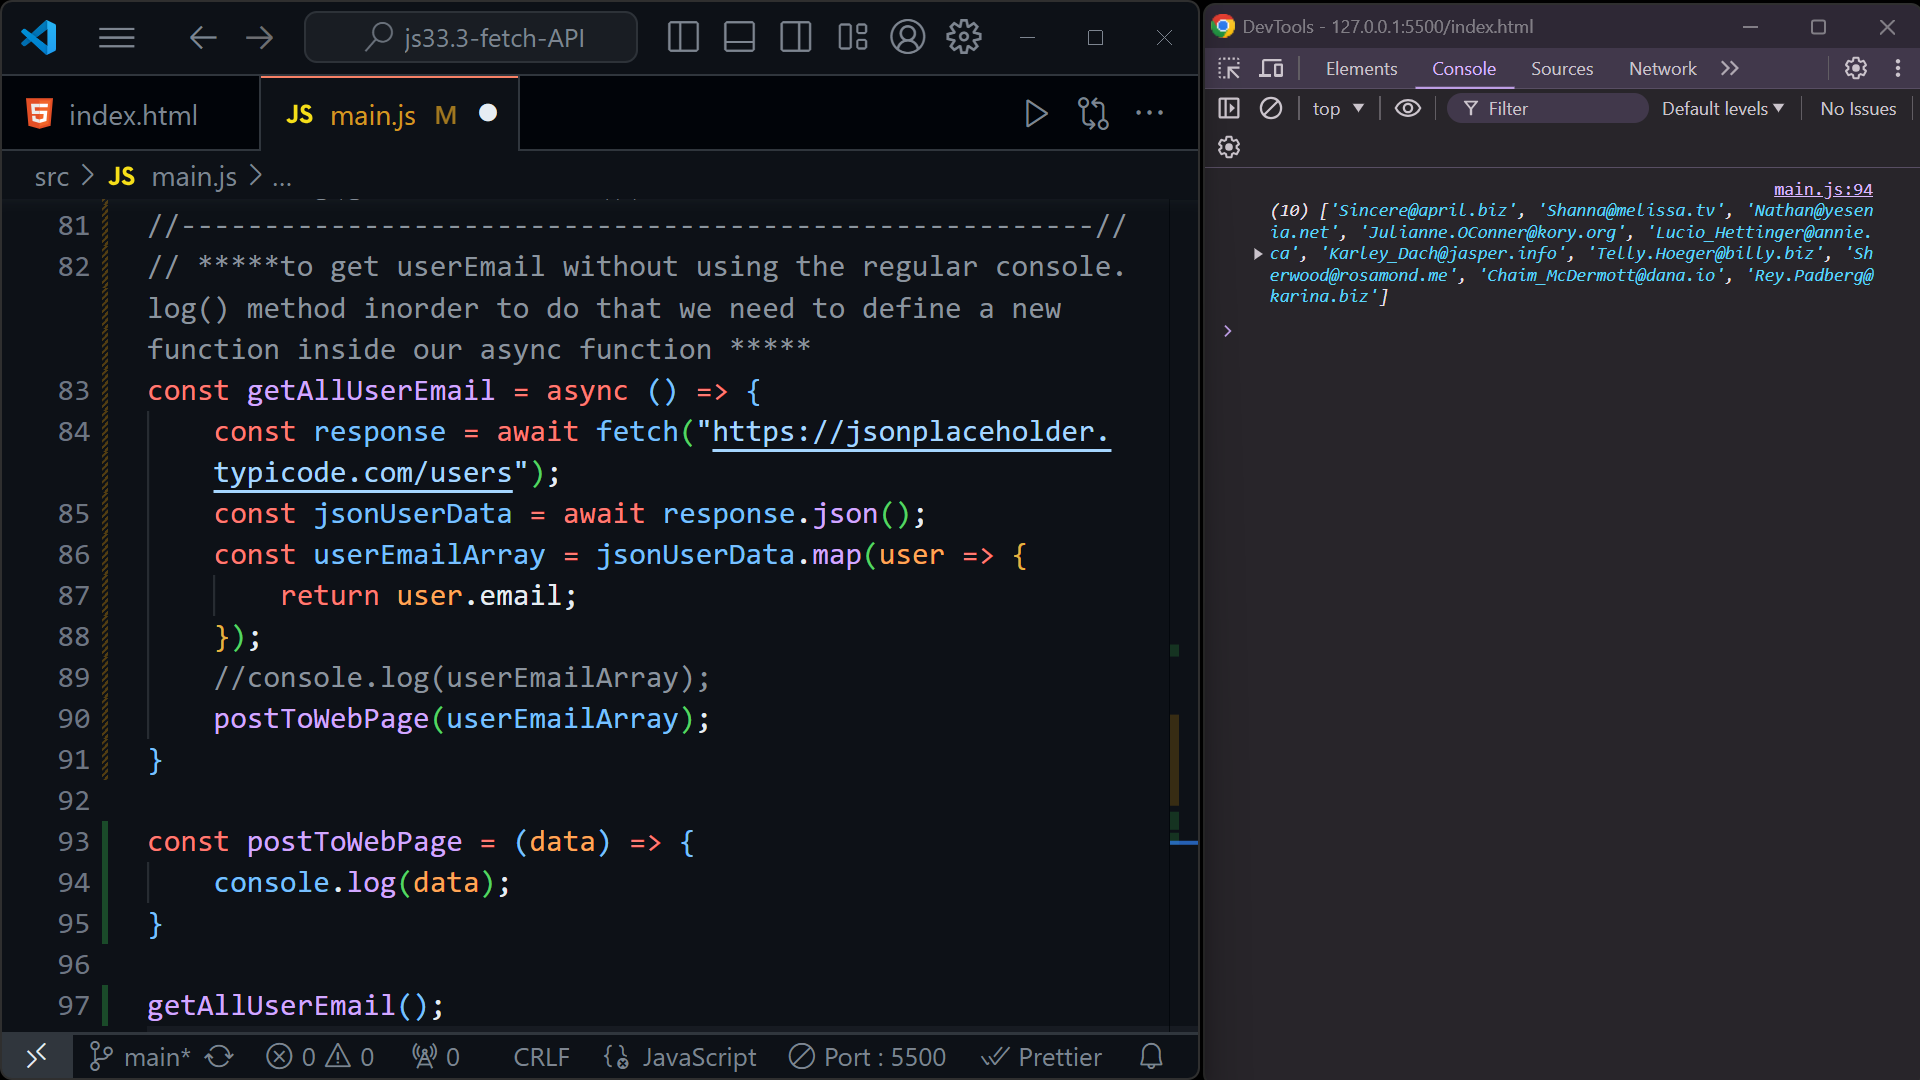 js33.3-fetch-API
index.html
JS main.js M
src > JS main.js > ...
81 //-------------------------------------------------------//
82 // *****to get userEmail without using the regular console.
log() method inorder to do that we need to define a new
function inside our async function *****
83 const getAllUserEmail = async () => {
84 const response = await fetch("https://jsonplaceholder.
typicode.com/users");
85 const jsonUserData = await response.json();
86 const userEmailArray = jsonUserData.map(user => {
87 return user.email;
88 });
89 //console.log(userEmailArray);
90 postToWebPage(userEmailArray);
91 }
92
93 const postToWebPage = (data) => {
94 console.log(data);
95 }
96
97 getAllUserEmail();
main* 0 0 0 CRLF JavaScript Port : 5500 Prettier
DevTools - 127.0.0.1:5500/index.html
Elements Console Sources Network
top Filter Default levels No Issues
main.js:94
(10) ['Sincere@april.biz', 'Shanna@melissa.tv', 'Nathan@yesen
ia.net', 'Julianne.OConner@kory.org', 'Lucio_Hettinger@annie.
ca', 'Karley_Dach@jasper.info', 'Telly.Hoeger@billy.biz', 'Sh
erwood@rosamond.me', 'Chaim_McDermott@dana.io', 'Rey.Padberg@
karina.biz']